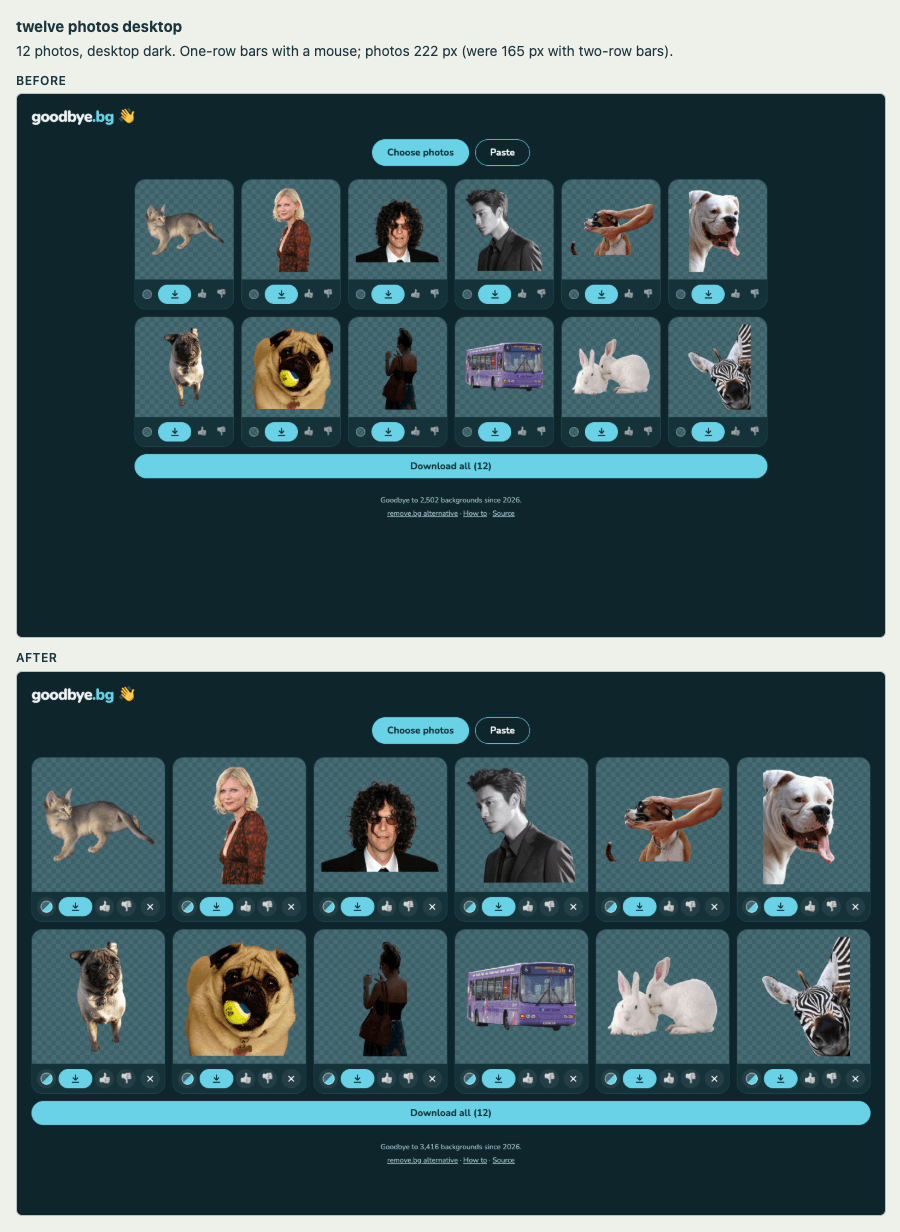 twelve photos desktop
12 photos, desktop dark. One-row bars with a mouse; photos 222 px (were 165 px with two-row bars).
BEFORE
goodbye.bg 👋
Choose photos Paste
Download all (12)
Goodbye to 2,502 backgrounds since 2026.
remove.bg alternative · How to · Source
AFTER
goodbye.bg 👋
Choose photos Paste
Download all (12)
Goodbye to 3,416 backgrounds since 2026.
remove.bg alternative · How to · Source